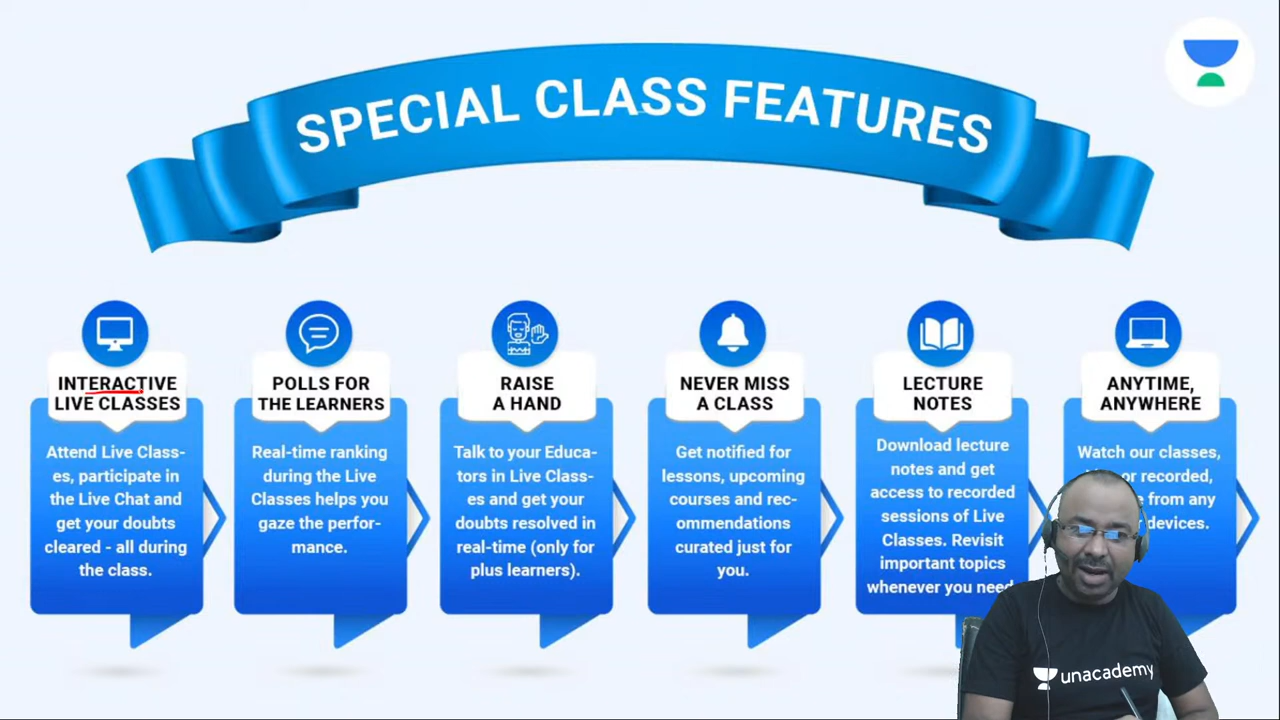 SPECIAL CLASS FEATURES
INTERACTIVE
LIVE CLASSES
Attend Live Class-
es, participate in
the Live Chat and
get your doubts
cleared - all during
the class.
POLLS FOR
THE LEARNERS
Real-time ranking
during the Live
Classes helps you
gaze the perfor-
mance.
RAISE
A HAND
Talk to your Educa-
tors in Live Class-
es and get your
doubts resolved in
real-time (only for
plus learners).
NEVER MISS
A CLASS
Get notified for
lessons, upcoming
courses and rec-
ommendations
curated just for
you.
LECTURE
NOTES
Download lecture
notes and get
access to recorded
sessions of Live
Classes. Revisit
important topics
whenever you need
ANYTIME,
ANYWHERE
Watch our classes,
or recorded,
from any
devices.
unacademy